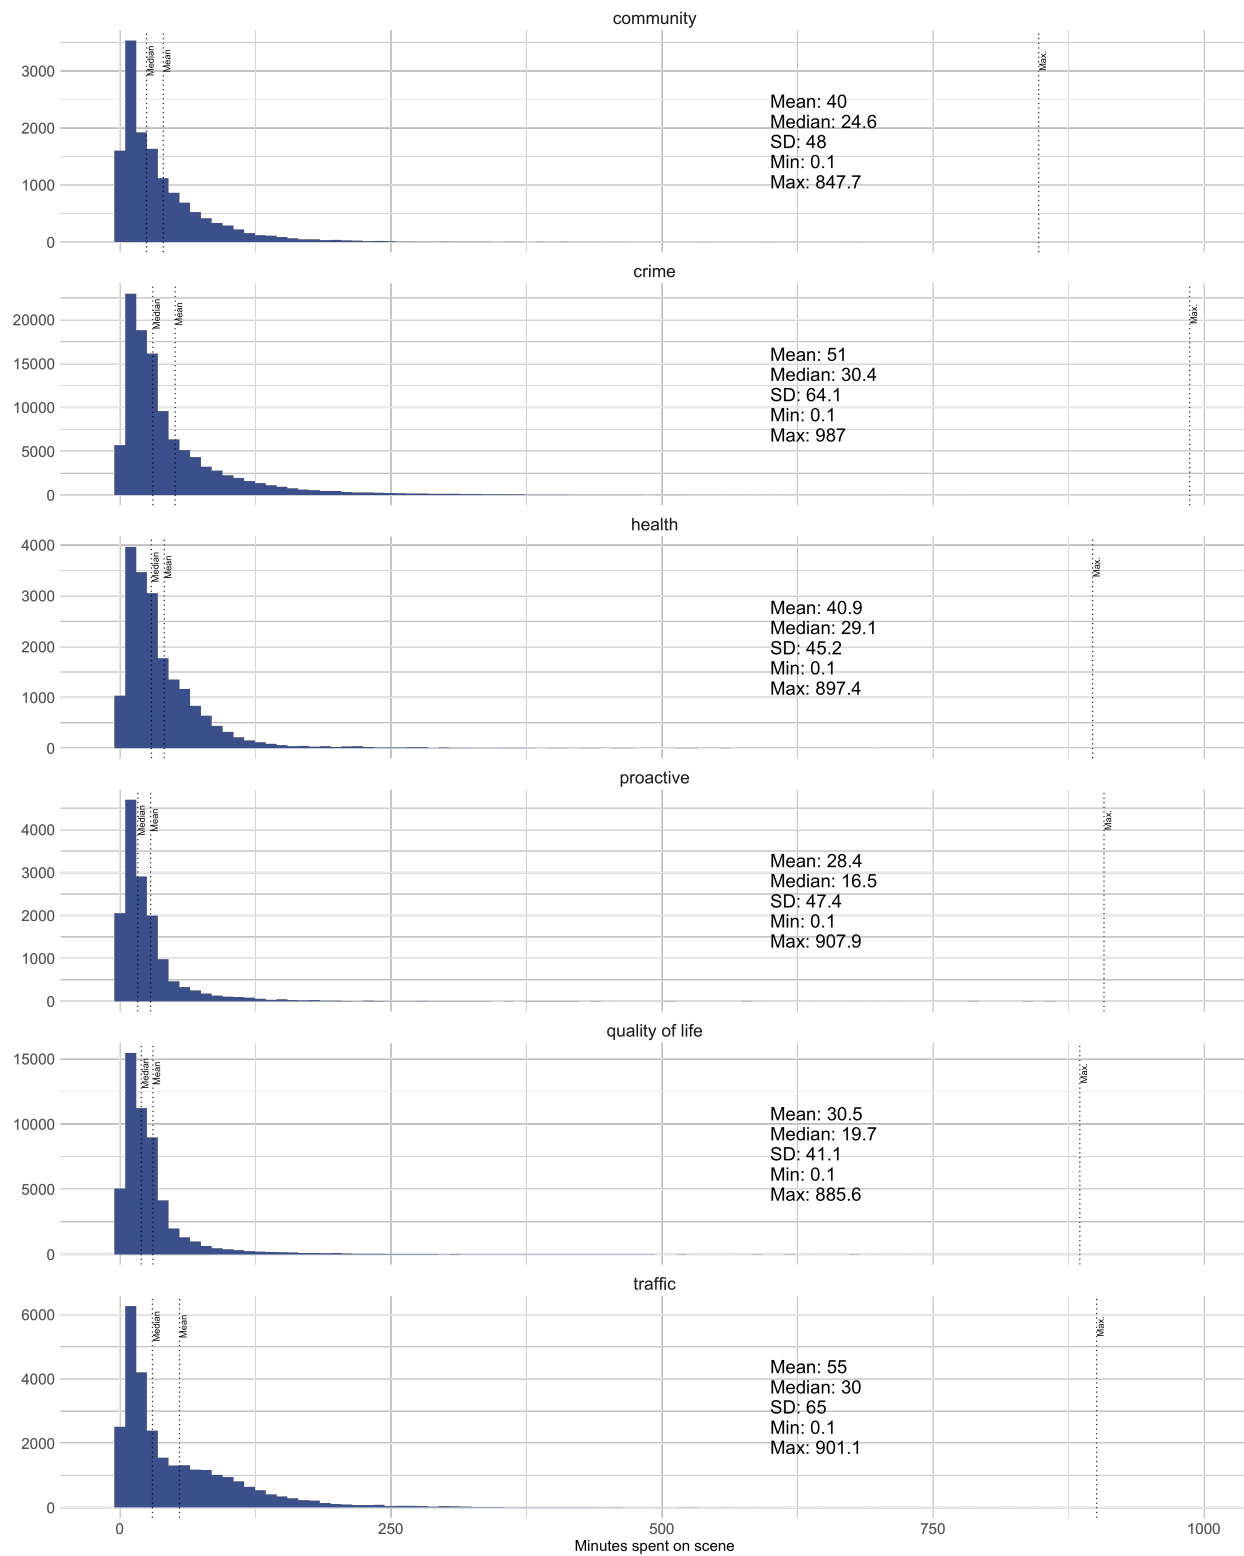 community
3000
2000
1000
0
Median
Mean
Max.
Mean: 40
Median: 24.6
SD: 48
Min: 0.1
Max: 847.7
crime
20000
15000
10000
5000
0
Median
Mean
Max.
Mean: 51
Median: 30.4
SD: 64.1
Min: 0.1
Max: 987
health
4000
3000
2000
1000
0
Median
Mean
Max.
Mean: 40.9
Median: 29.1
SD: 45.2
Min: 0.1
Max: 897.4
proactive
4000
3000
2000
1000
0
Median
Mean
Max.
Mean: 28.4
Median: 16.5
SD: 47.4
Min: 0.1
Max: 907.9
quality of life
15000
10000
5000
0
Median
Mean
Max.
Mean: 30.5
Median: 19.7
SD: 41.1
Min: 0.1
Max: 885.6
traffic
6000
4000
2000
0
Median
Mean
Max.
Mean: 55
Median: 30
SD: 65
Min: 0.1
Max: 901.1
0 250 500 750 1000
Minutes spent on scene